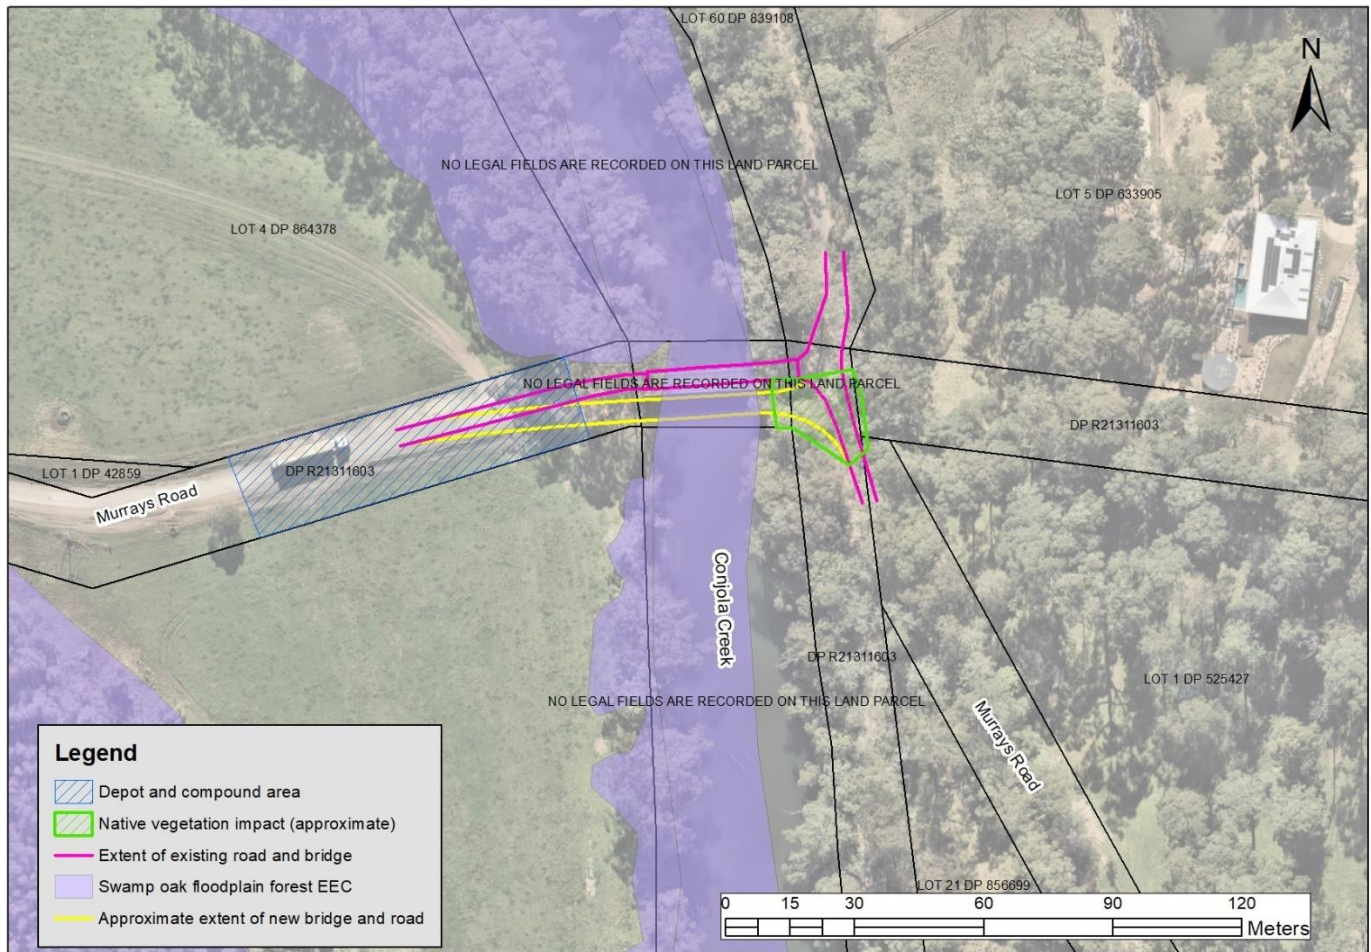 LOT 60 DP 839108
N
NO LEGAL FIELDS ARE RECORDED ON THIS LAND PARCEL
LOT 5 DP 633905
LOT 4 DP 864378
NO LEGAL FIELDS ARE RECORDED ON THIS LAND PARCEL
DP R21311603
LOT 1 DP 42859
DP R21311603
Murrays Road
Conjola Creek
DP R21311603
LOT 1 DP 525427
NO LEGAL FIELDS ARE RECORDED ON THIS LAND PARCEL
Murrays Road
LOT 21 DP 856699
Legend
Depot and compound area
Native vegetation impact (approximate)
Extent of existing road and bridge
Swamp oak floodplain forest EEC
Approximate extent of new bridge and road
0 15 30 60 90 120
Meters